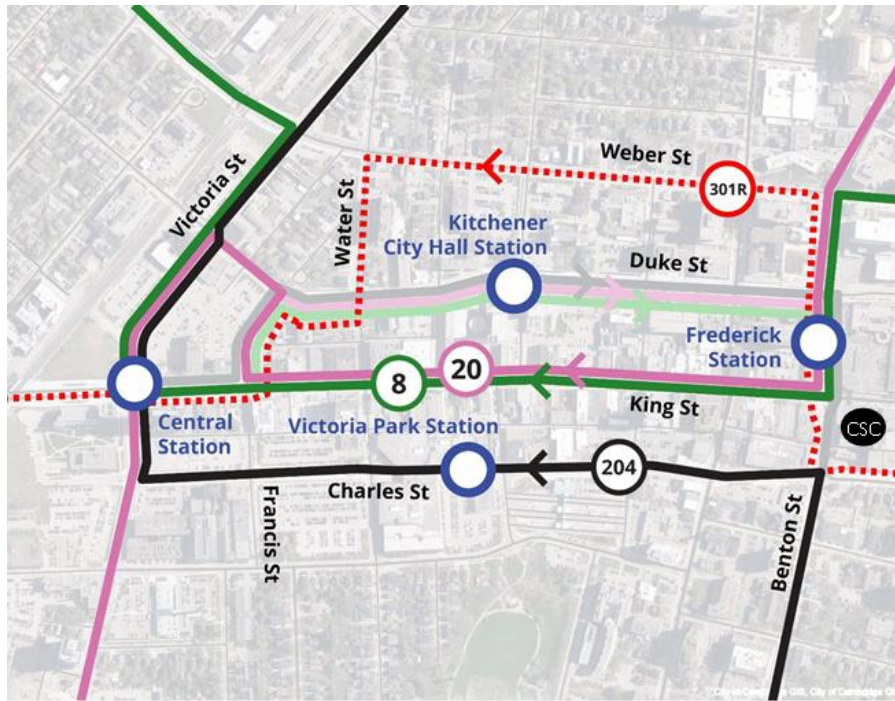 Weber St
301R
Victoria St
Water St
Kitchener
City Hall Station
Duke St
Frederick
Station
8
20
King St
Central
Station
Victoria Park Station
CSC
204
Charles St
Francis St
Benton St